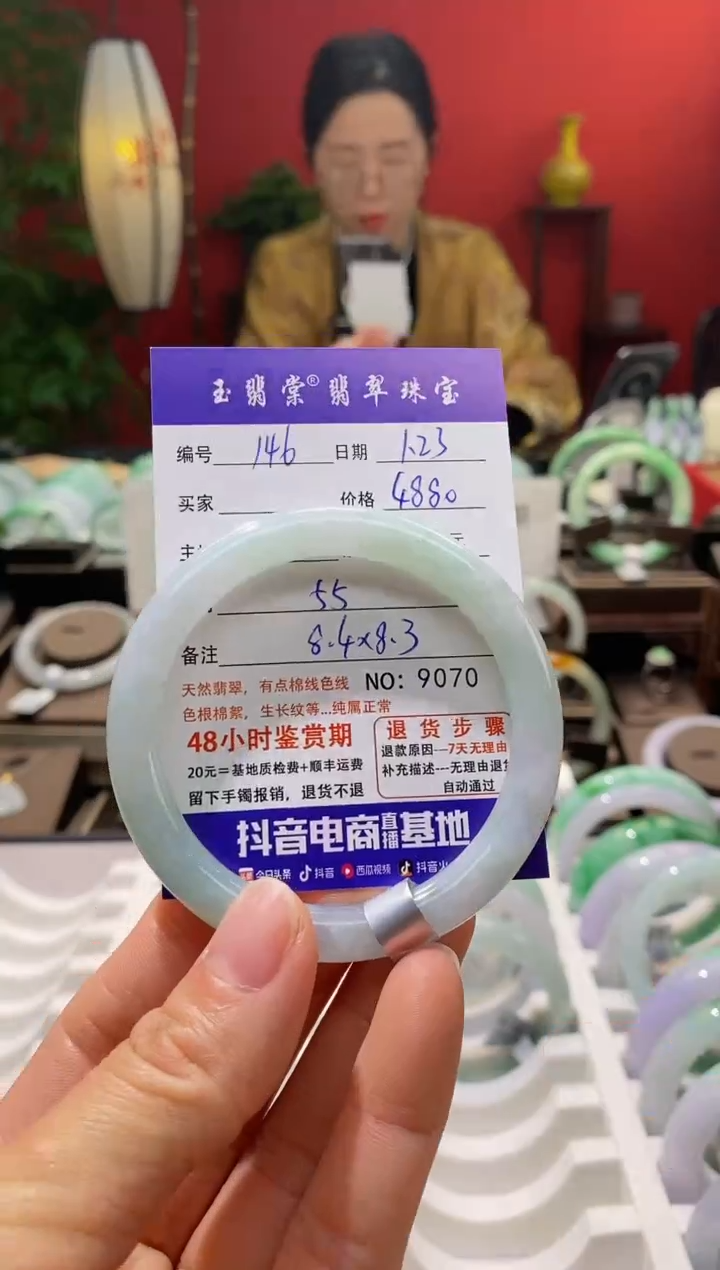 玉翡棠® 翡翠珠宝
编号 146 日期 1.23
买家 价格 4880
55
备注 8.4x8.3
天然翡翠，有点棉线色线 NO: 9070
色根棉絮，生长纹等...纯属正常
48小时鉴赏期 退货步骤
20元=基地质检费+顺丰运费 退款原因---7天无理由
留下手镯报销，退货不退 补充描述---无理由退货
自动通过
抖音电商直播基地
今日头条 抖音 西瓜视频 抖音火